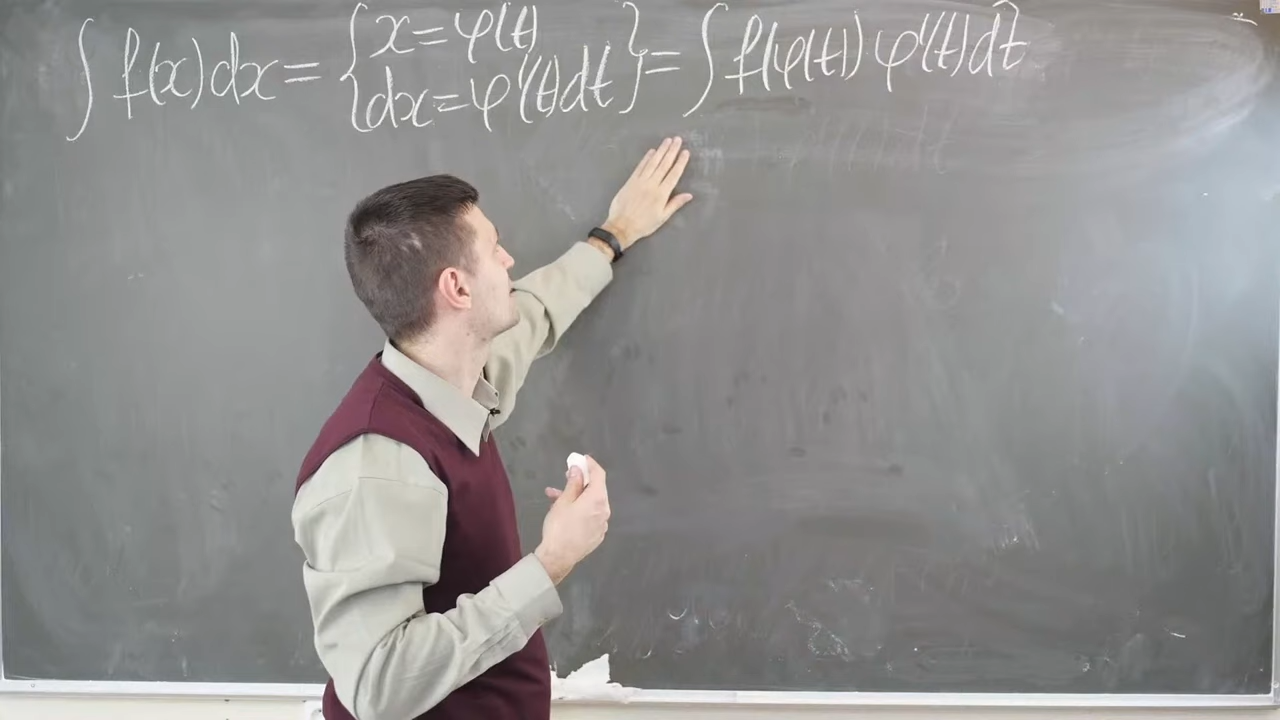 ∫ f(x)dx = { x = φ(t)
dx = φ'(t)dt } = ∫ f(φ(t)) φ'(t)dt